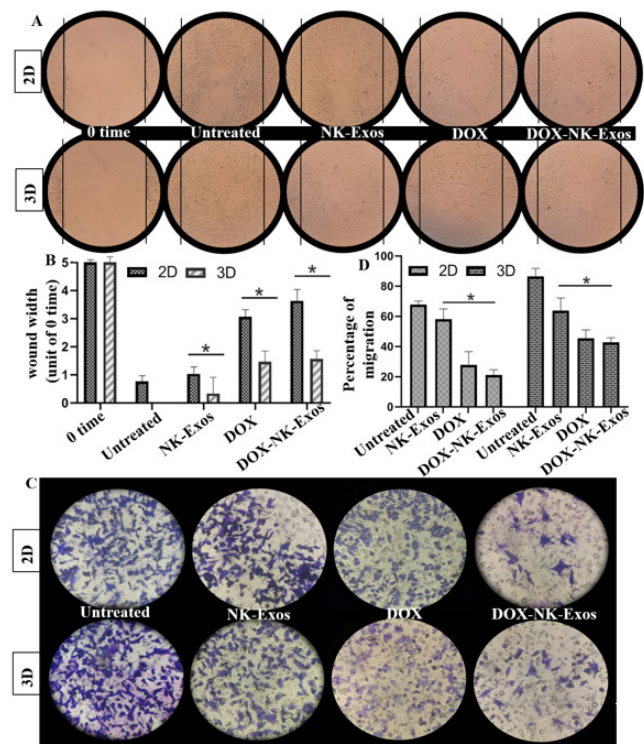 A
2D
0 time Untreated NK-Exos DOX DOX-NK-Exos
3D
B
2D 3D
wound width
(unit of 0 time)
5
4
3
2
1
0
* * *
0 time
Untreated
NK-Exos
DOX
DOX-NK-Exos
D
2D 3D
Percentage of
migration
100
80
60
40
20
0
* *
Untreated
NK-Exos
DOX
DOX-NK-Exos
Untreated
NK-Exos
DOX
DOX-NK-Exos
C
2D
Untreated NK-Exos DOX DOX-NK-Exos
3D